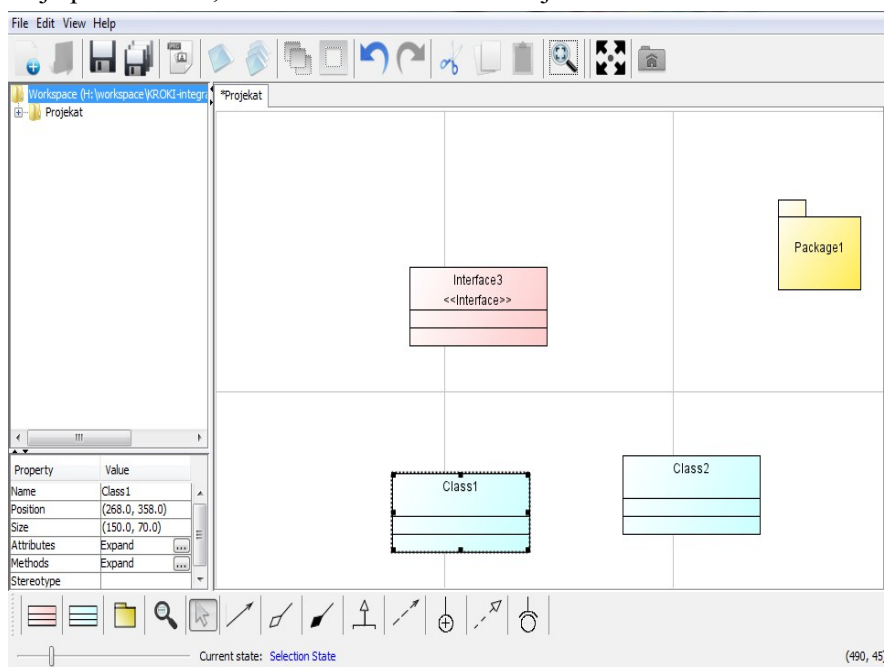 File Edit View Help
Workspace (H:\workspace\KROKI-integra
Projekat
*Projekat
Package1
Interface3
<<Interface>>
Class1
Class2
Property Value
Name Class1
Position (268.0, 358.0)
Size (150.0, 70.0)
Attributes Expand ...
Methods Expand ...
Stereotype
Current state: Selection State
(490, 45